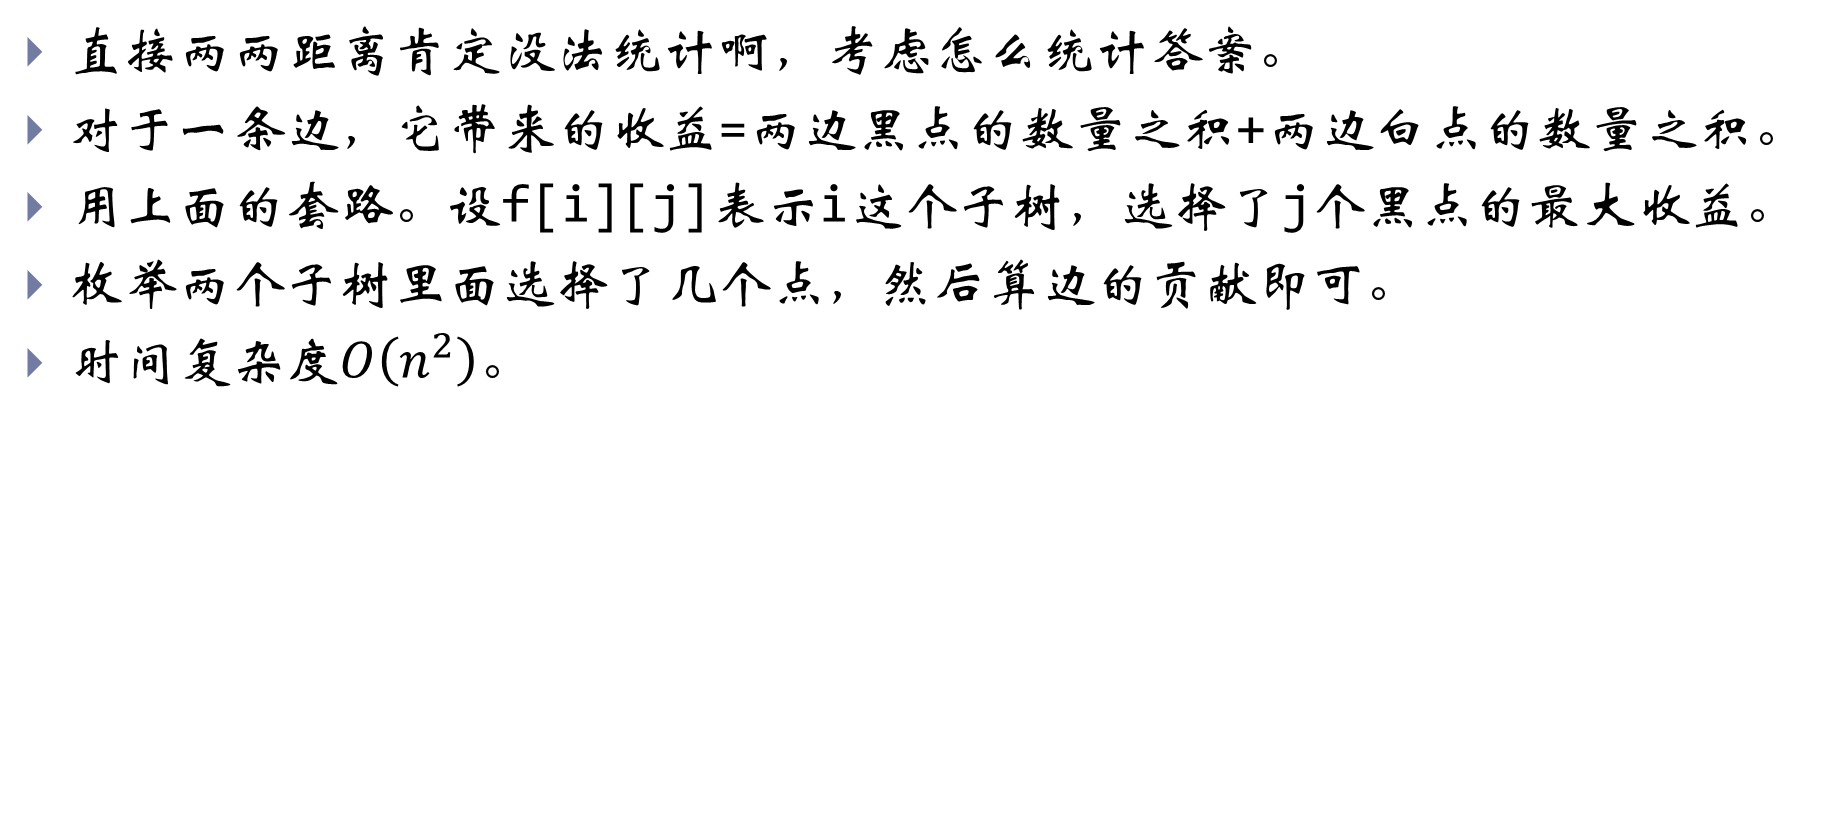 直接两两距离肯定没法统计啊，考虑怎么统计答案。
对于一条边，它带来的收益=两边黑点的数量之积+两边白点的数量之积。
用上面的套路。设f[i][j]表示i这个子树，选择了j个黑点的最大收益。
枚举两个子树里面选择了几个点，然后算边的贡献即可。
时间复杂度O(n²)。